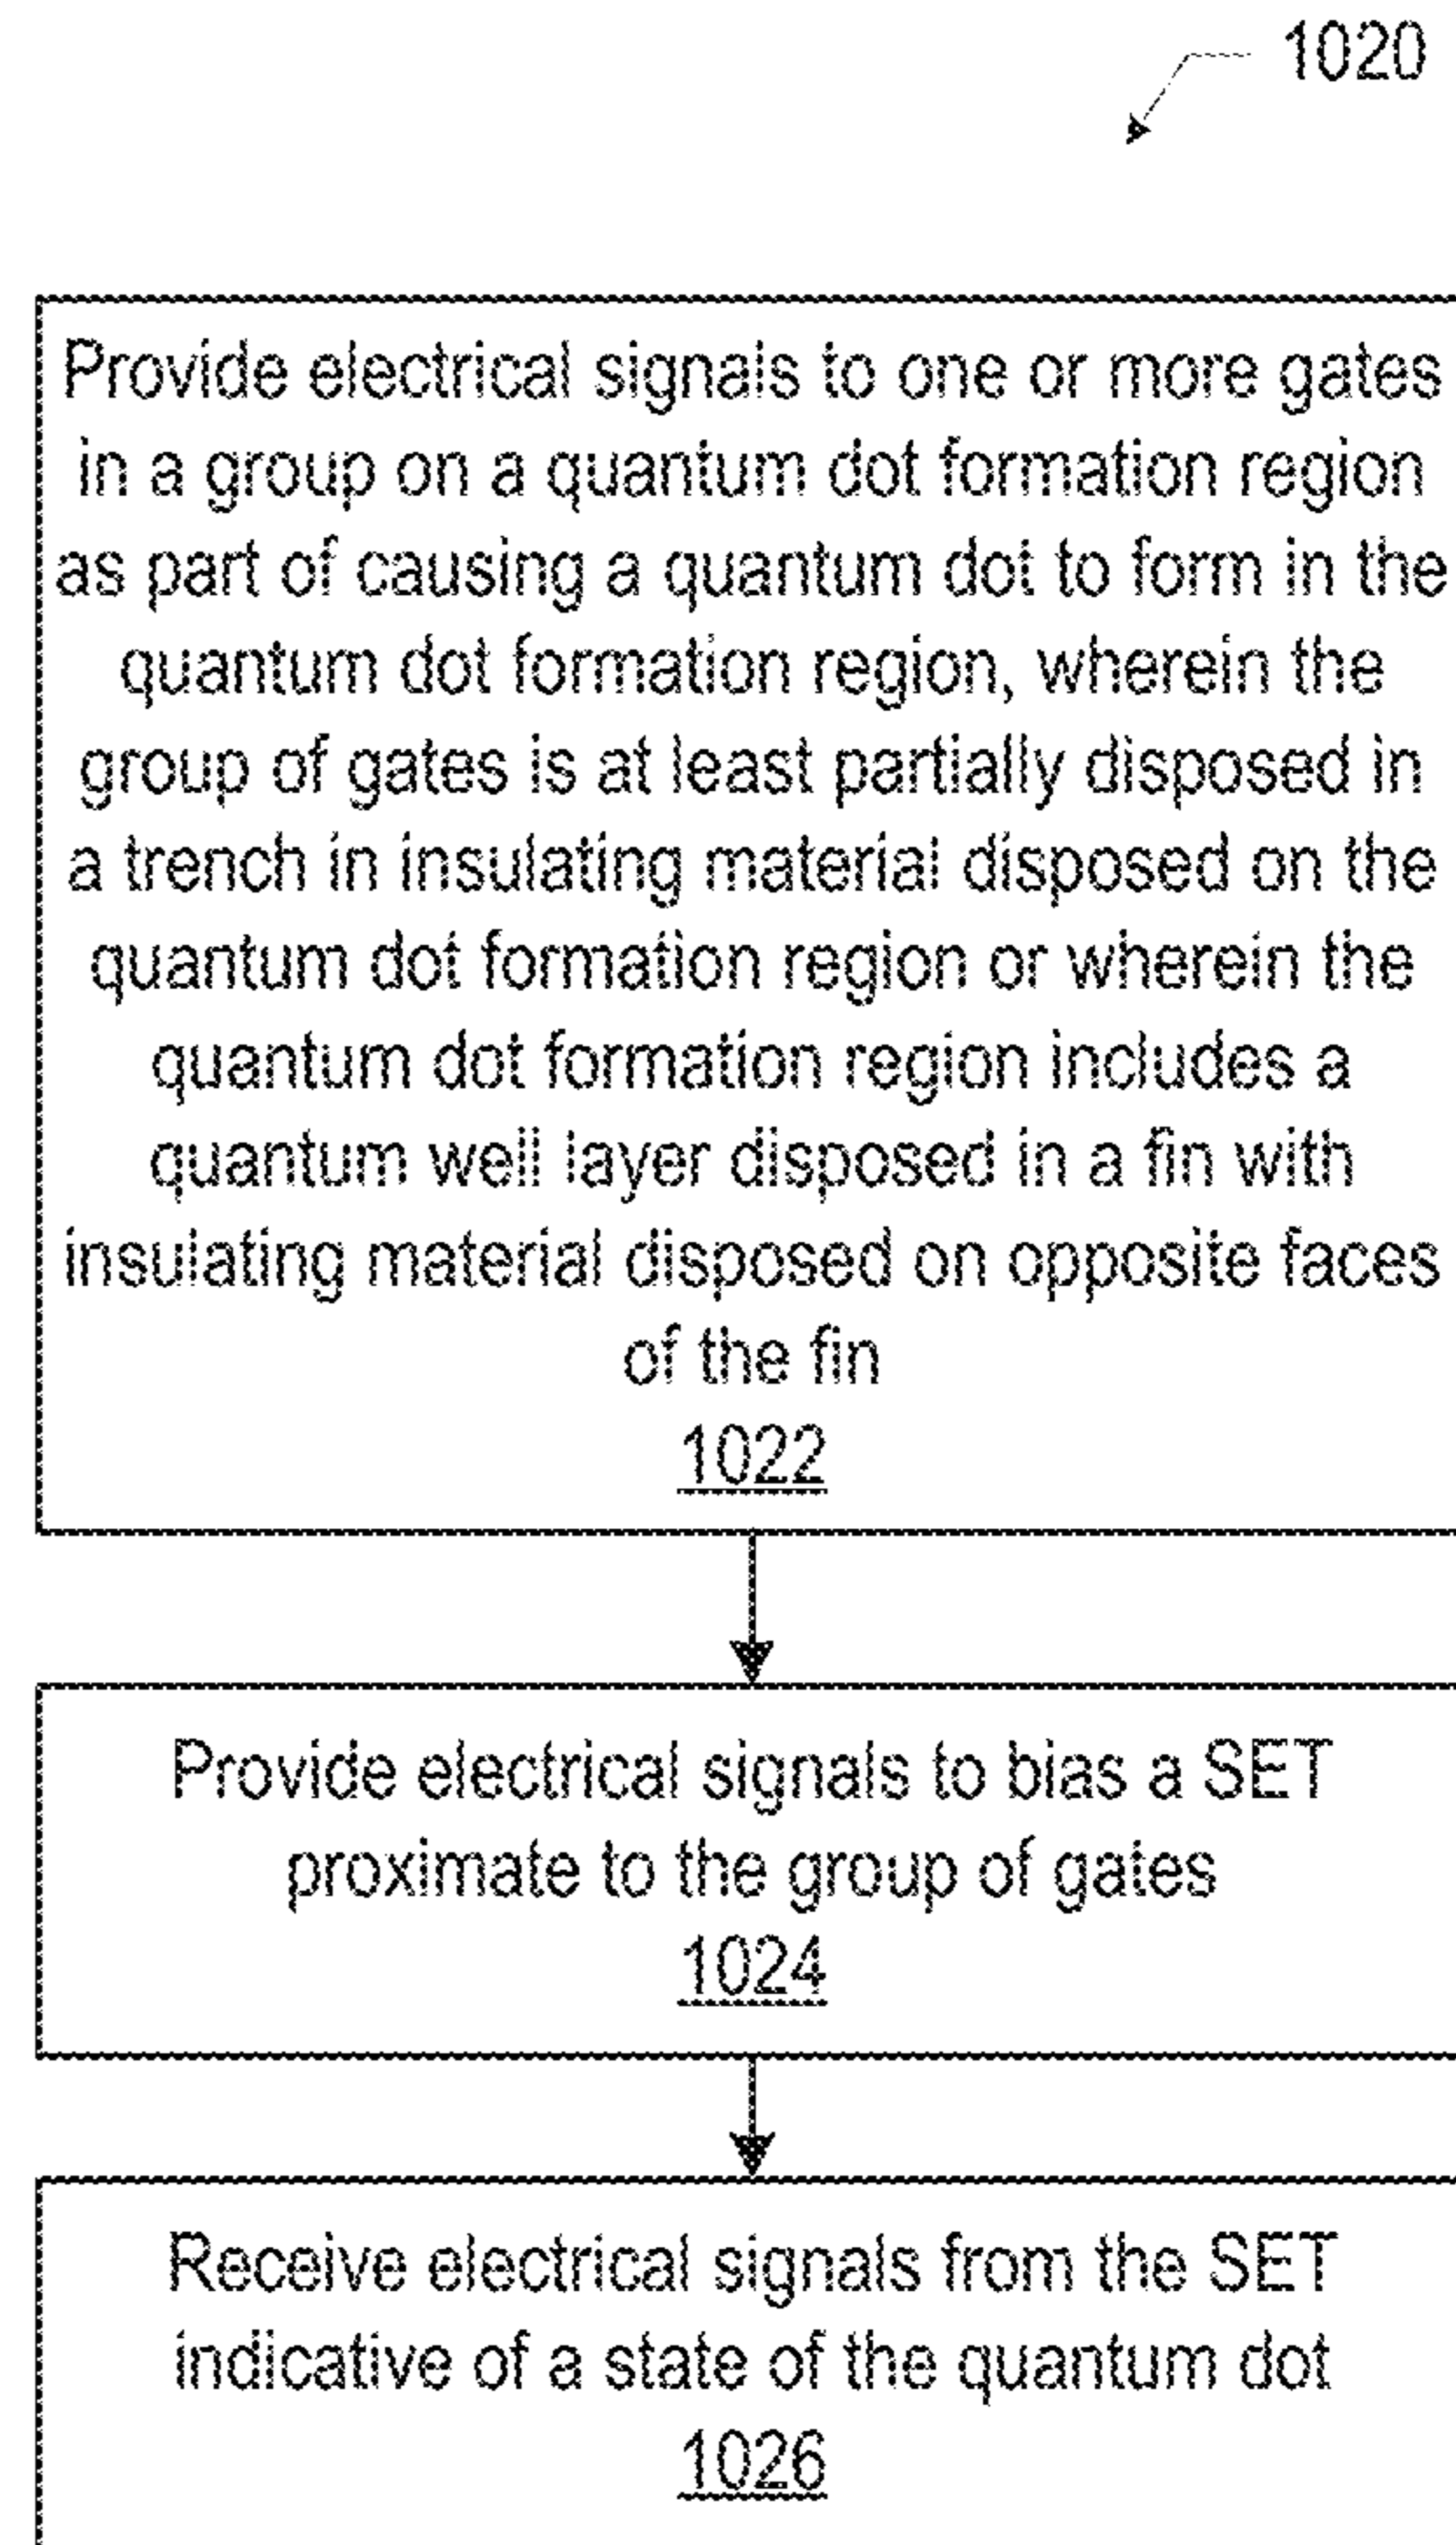 1020
Provide electrical signals to one or more gates
in a group on a quantum dot formation region
as part of causing a quantum dot to form in the
quantum dot formation region, wherein the
group of gates is at least partially disposed in
a trench in insulating material disposed on the
quantum dot formation region or wherein the
quantum dot formation region includes a
quantum well layer disposed in a fin with
insulating material disposed on opposite faces
of the fin
1022
Provide electrical signals to bias a SET
proximate to the group of gates
1024
Receive electrical signals from the SET
indicative of a state of the quantum dot
1026